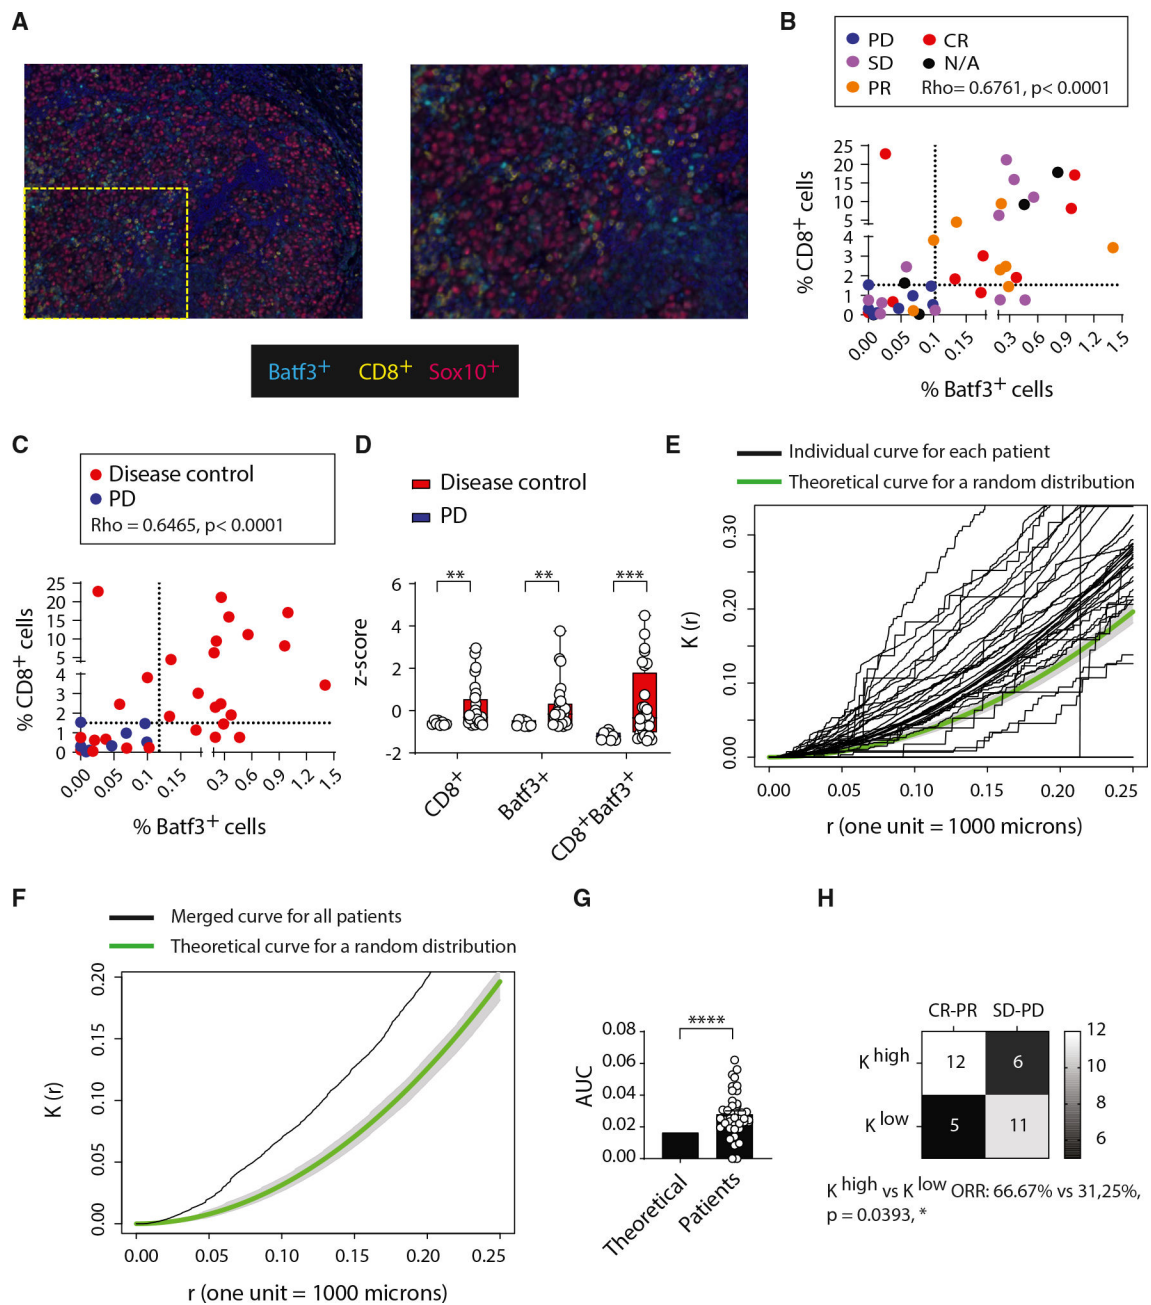 A
B
PD
CR
SD
N/A
PR
Rho= 0.6761, p< 0.0001
% CD8+ cells
25
20
15
10
5
4
3
2
1
0
0.00
0.05
0.1
0.15
0.3
0.6
0.9
1.2
1.5
% Batf3+ cells
Batf3+ CD8+ Sox10+
C
Disease control
PD
Rho = 0.6465, p< 0.0001
% CD8+ cells
25
20
15
10
5
4
3
2
1
0
0.00
0.05
0.1
0.15
0.3
0.6
0.9
1.2
1.5
% Batf3+ cells
D
Disease control
PD
z-score
6
4
2
0
-2
**
**
***
CD8+
Batf3+
CD8+Batf3+
E
Individual curve for each patient
Theoretical curve for a random distribution
K (r)
0.30
0.20
0.10
0.00
0.00
0.05
0.10
0.15
0.20
0.25
r (one unit = 1000 microns)
F
Merged curve for all patients
Theoretical curve for a random distribution
K (r)
0.20
0.15
0.10
0.05
0.00
0.00
0.05
0.10
0.15
0.20
0.25
r (one unit = 1000 microns)
G
AUC
0.08
0.06
0.04
0.02
0.00
****
Theoretical
Patients
H
CR-PR SD-PD
K high
12
6
K low
5
11
12
10
8
6
K high vs K low ORR: 66.67% vs 31,25%,
p = 0.0393, *